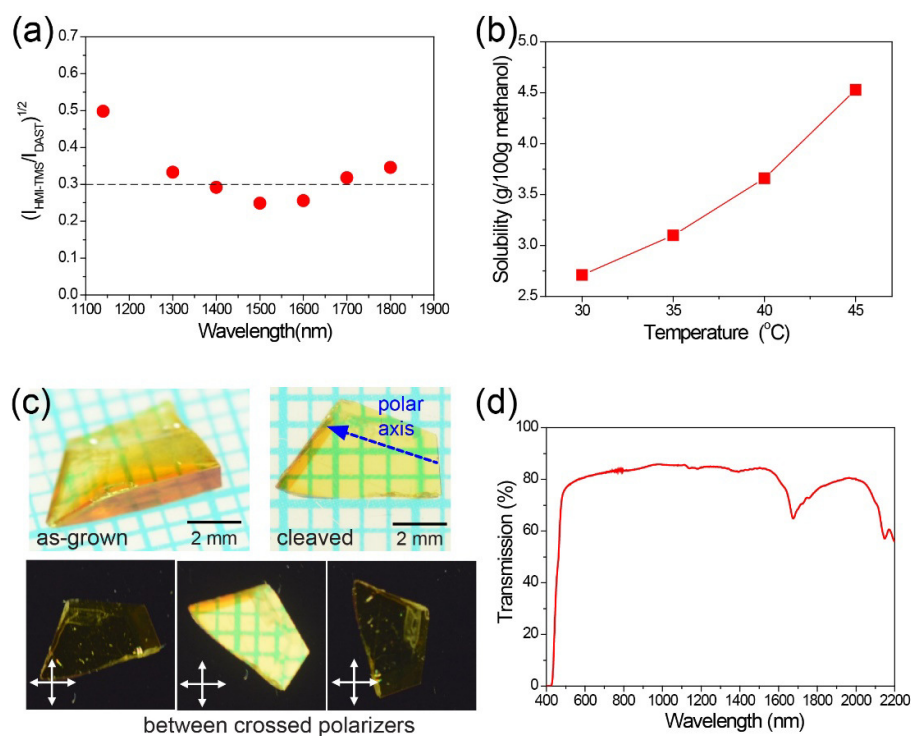 (a)
0.7
0.6
0.5
0.4
0.3
0.2
0.1
0.0
(I_HMI-TMS/I_DAST)^1/2
1100 1200 1300 1400 1500 1600 1700 1800 1900
Wavelength(nm)
(b)
5.0
4.5
4.0
3.5
3.0
2.5
Solubility (g/100g methanol)
30 35 40 45
Temperature (°C)
(c)
as-grown
2 mm
polar
axis
cleaved
2 mm
between crossed polarizers
(d)
100
80
60
40
20
0
Transmission (%)
400 600 800 1000 1200 1400 1600 1800 2000 2200
Wavelength (nm)